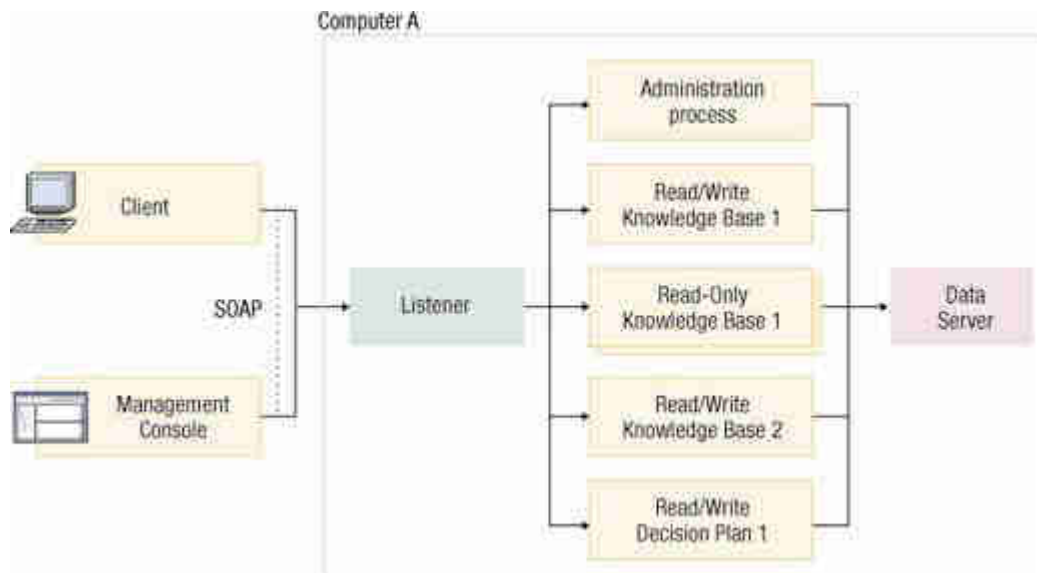 Computer A
Administration
process
Client
Read/Write
Knowledge Base 1
SOAP
Listener
Read-Only
Knowledge Base 1
Data
Server
Management
Console
Read/Write
Knowledge Base 2
Read/Write
Decision Plan 1